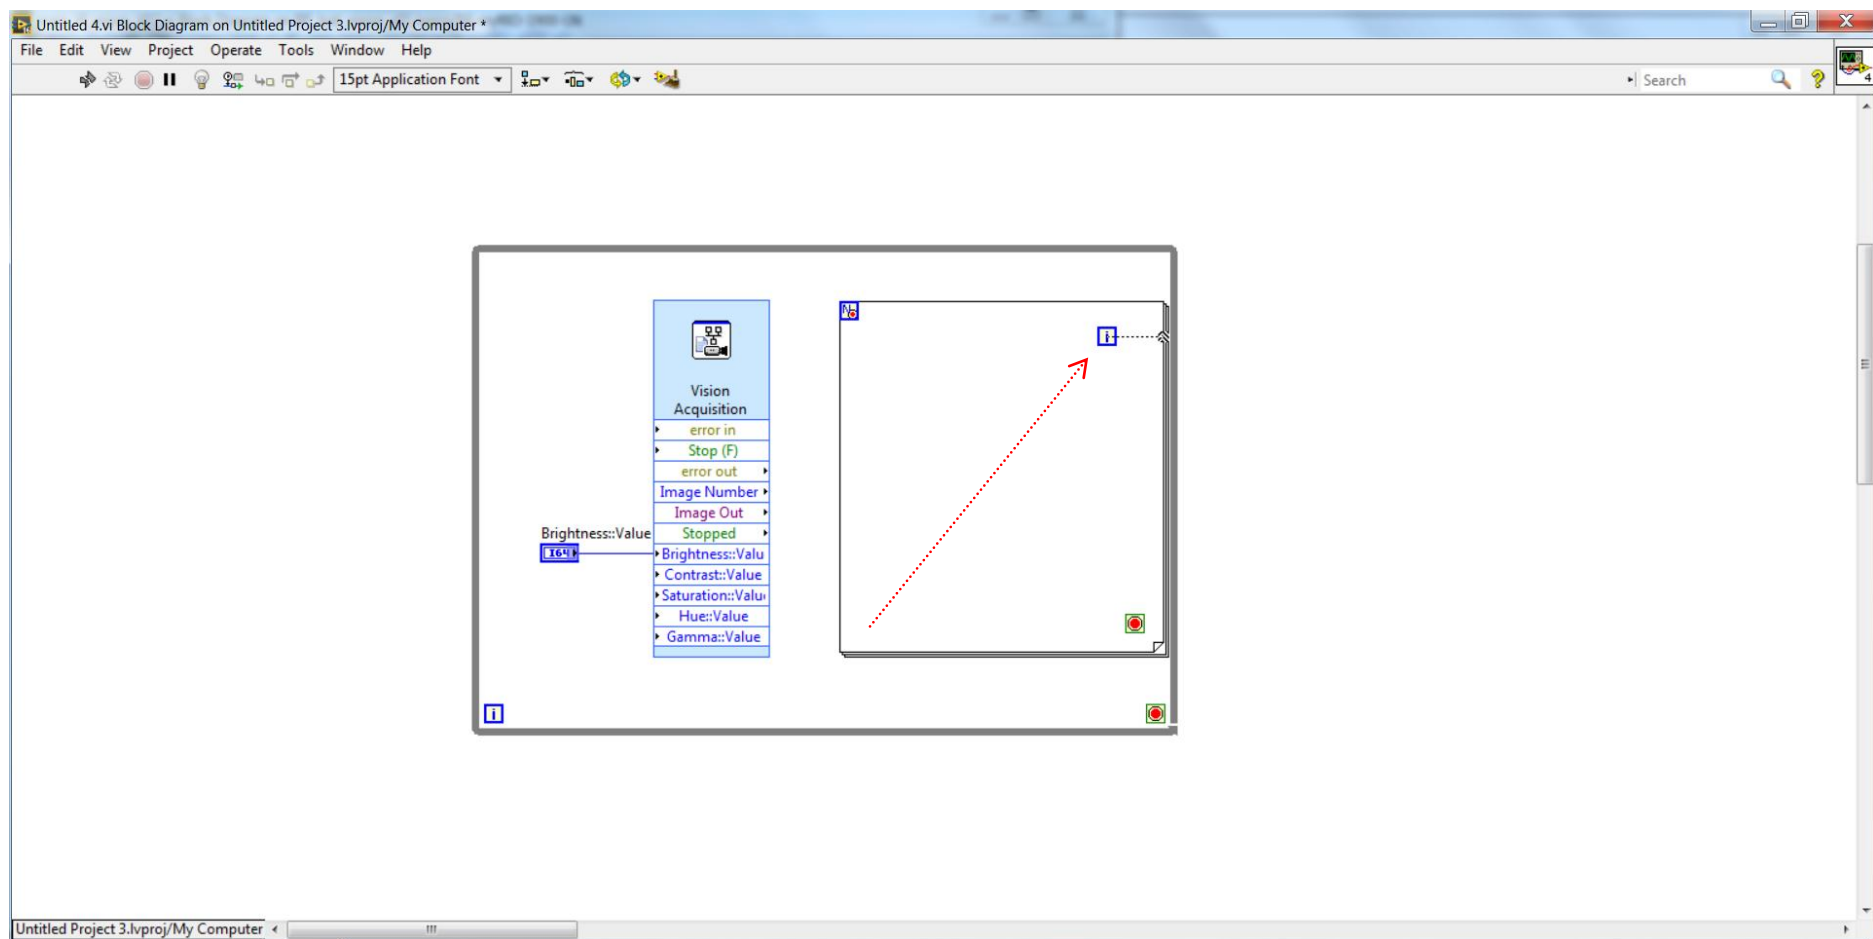 Untitled 4.vi Block Diagram on Untitled Project 3.lvproj/My Computer *
File Edit View Project Operate Tools Window Help
15pt Application Font
Search
4
N
i
Vision
Acquisition
error in
Stop (F)
error out
Image Number
Image Out
Brightness::Value
Stopped
I64
Brightness::Valu
Contrast::Value
Saturation::Valu
Hue::Value
Gamma::Value
i
Untitled Project 3.lvproj/My Computer